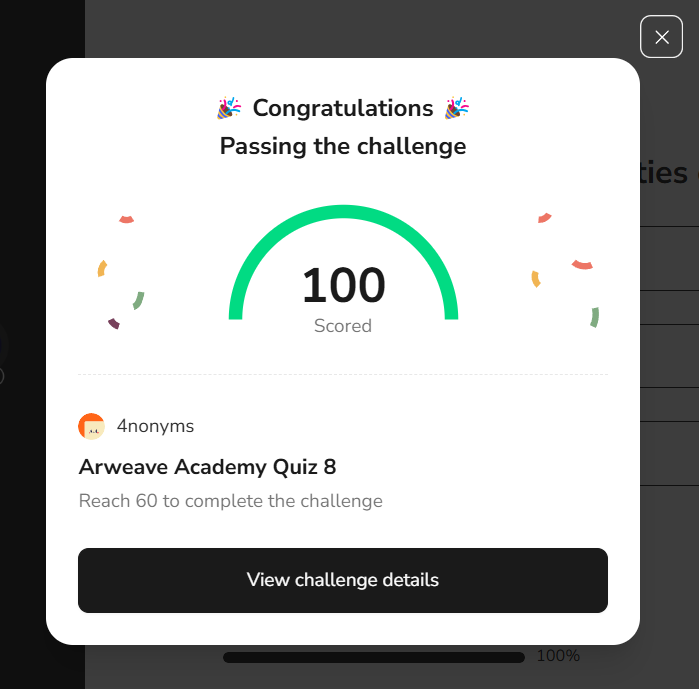 🎉 Congratulations 🎉
Passing the challenge
ties
100
Scored
4nonyms
Arweave Academy Quiz 8
Reach 60 to complete the challenge
View challenge details
100%